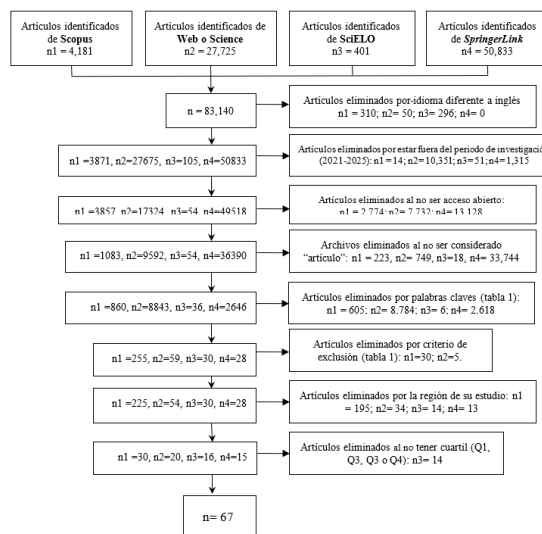 Artículos identificados
de Scopus
n1 = 4,181
Artículos identificados de
Web o Science
n2 = 27,725
Artículos identificados
de SciELO
n3 = 401
Artículos identificados de
SpringerLink
n4 = 50,833
n = 83,140
Artículos eliminados por-idioma diferente a inglés
n1 = 310; n2= 50; n3= 296; n4= 0
n1 =3871, n2=27675, n3=105, n4=50833
Artículos eliminados por estar fuera del periodo de investigació
(2021-2025): n1 =14; n2=10,351; n3=51;n4=1,315
n1=3857, n2=17324, n3=54, n4=49518
Artículos eliminados al no ser acceso abierto:
n1 = 2,774; n2= 7,732; n4= 13,128
n1=1083, n2=9592, n3=54, n4=36390
Archivos eliminados al no ser considerado
“artículo”: n1 = 223, n2= 749, n3=18, n4= 33,744
n1 =860, n2=8843, n3=36, n4=2646
Artículos eliminados por palabras claves (tabla 1):
n1 = 605; n2= 8.784; n3= 6; n4= 2.618
n1 =255, n2=59, n3=30, n4=28
Artículos eliminados por criterio de
exclusión (tabla 1): n1=30; n2=5.
n1 =225, n2=54, n3=30, n4=28
Artículos eliminados por la región de su estudio: n1
= 195; n2= 34; n3= 14; n4= 13
n1 =30, n2=20, n3=16, n4=15
Artículos eliminados al no tener cuartil (Q1,
Q3, Q3 o Q4): n3= 14
n= 67